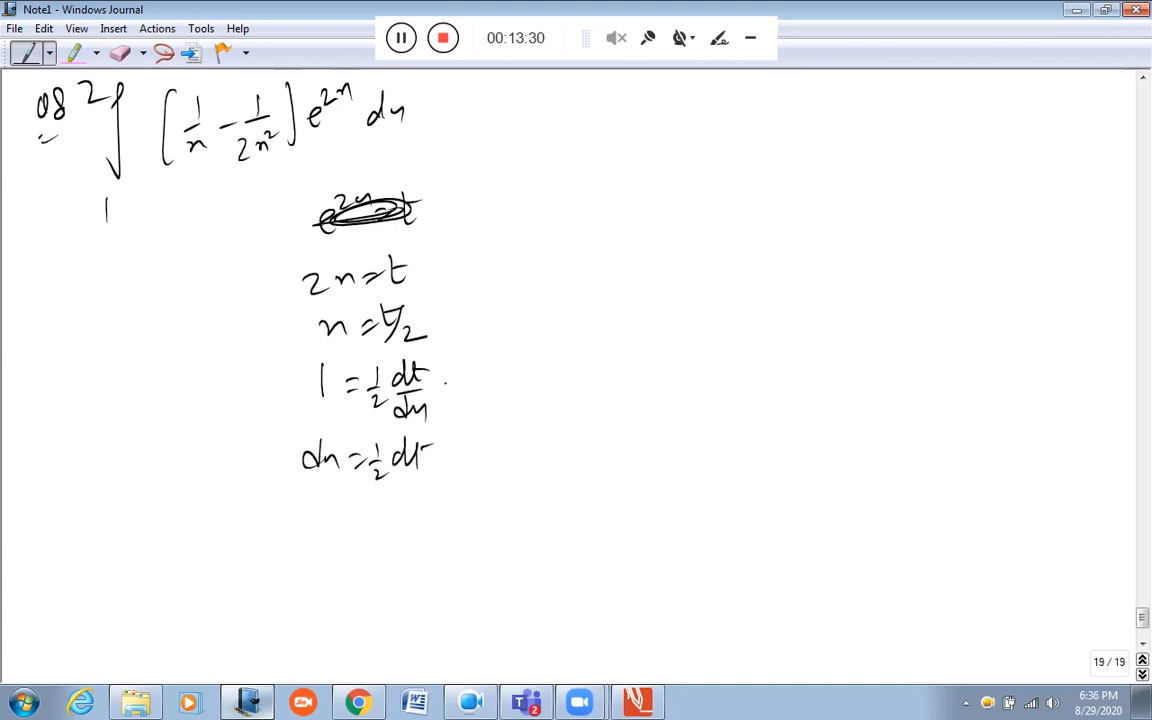 Note1 - Windows Journal
File Edit View Insert Actions Tools Help
00:13:30
Q8 ∫₁² [1/x - 1/2x²] e^2x dx
2x = t
x = t/2
1 = 1/2 dt/dx
dx = 1/2 dt
19 / 19
2
6:36 PM
8/29/2020